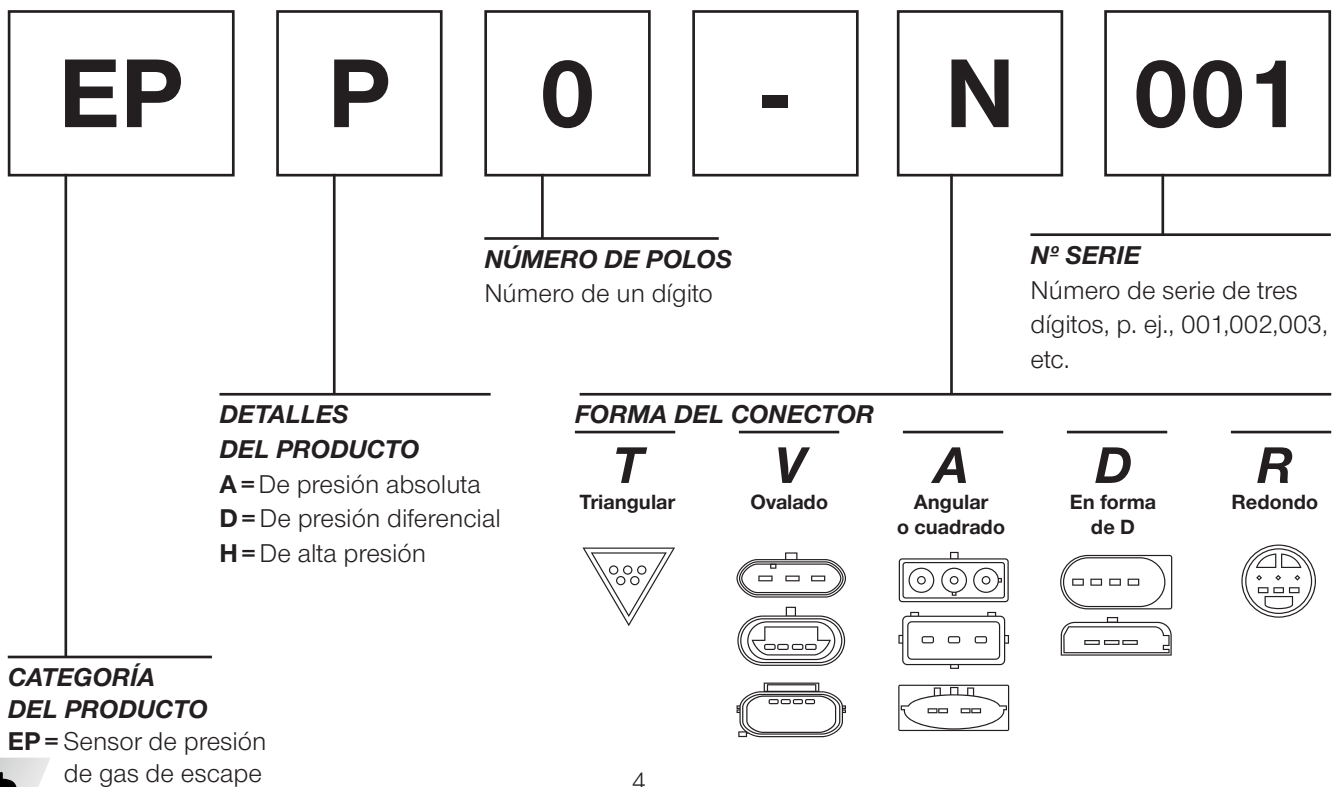 EP P 0 - N 001
NÚMERO DE POLOS
Número de un dígito
Nº SERIE
Número de serie de tres
dígitos, p. ej., 001,002,003,
etc.
DETALLES
DEL PRODUCTO
A = De presión absoluta
D = De presión diferencial
H = De alta presión
FORMA DEL CONECTOR
T
Triangular
V
Ovalado
A
Angular
o cuadrado
D
En forma
de D
R
Redondo
CATEGORÍA
DEL PRODUCTO
EP = Sensor de presión
de gas de escape
4